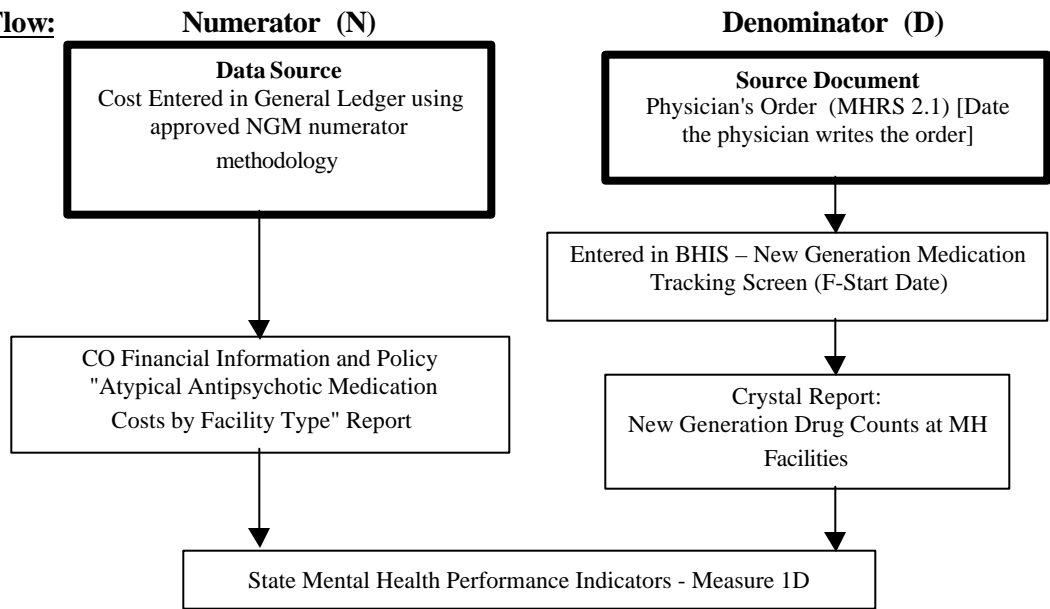 Flow:
Numerator (N)
Data Source
Cost Entered in General Ledger using
approved NGM numerator
methodology
CO Financial Information and Policy
"Atypical Antipsychotic Medication
Costs by Facility Type" Report
Denominator (D)
Source Document
Physician's Order (MHRS 2.1) [Date
the physician writes the order]
Entered in BHIS – New Generation Medication
Tracking Screen (F-Start Date)
Crystal Report:
New Generation Drug Counts at MH
Facilities
State Mental Health Performance Indicators - Measure 1D